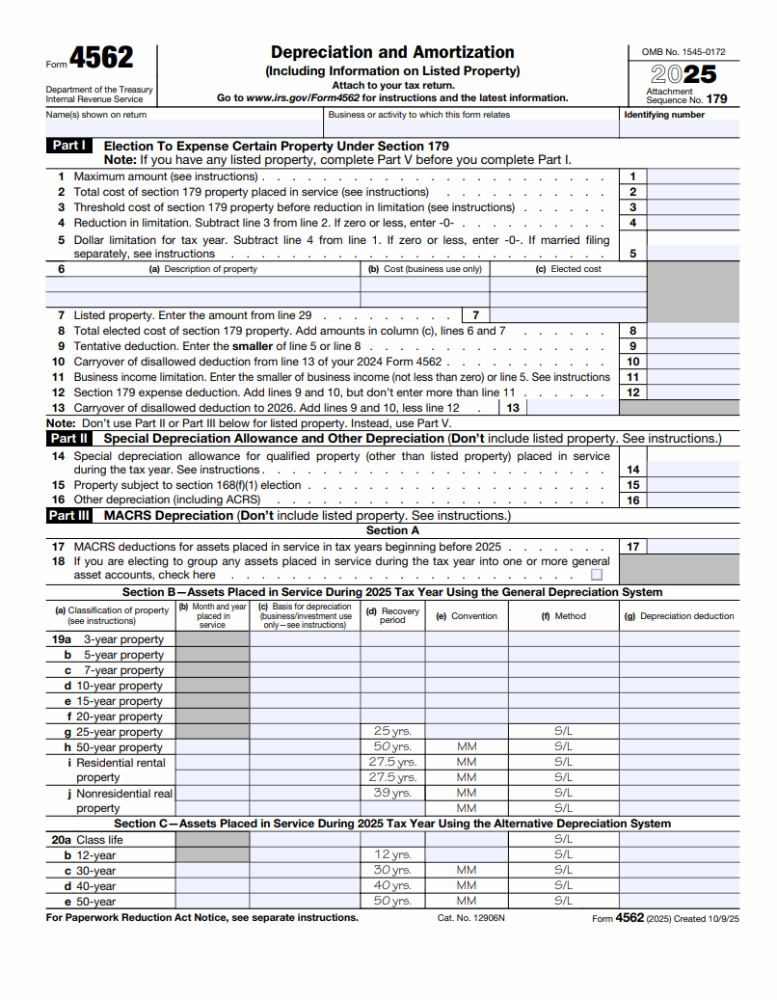 Form 4562
Department of the Treasury
Internal Revenue Service
Depreciation and Amortization
(Including Information on Listed Property)
Attach to your tax return.
Go to www.irs.gov/Form4562 for instructions and the latest information.
OMB No. 1545-0172
2025
Attachment
Sequence No. 179
Name(s) shown on return
Business or activity to which this form relates
Identifying number
Part I Election To Expense Certain Property Under Section 179
Note: If you have any listed property, complete Part V before you complete Part I.
1 Maximum amount (see instructions) . . . . . . . . . . . . . . . . . . . . . . . 1
2 Total cost of section 179 property placed in service (see instructions) . . . . . . . . . . . 2
3 Threshold cost of section 179 property before reduction in limitation (see instructions) . . . . . . 3
4 Reduction in limitation. Subtract line 3 from line 2. If zero or less, enter -0- . . . . . . . . . . 4
5 Dollar limitation for tax year. Subtract line 4 from line 1. If zero or less, enter -0-. If married filing
separately, see instructions . . . . . . . . . . . . . . . . . . . . . . . . . 5
6 (a) Description of property (b) Cost (business use only) (c) Elected cost
7 Listed property. Enter the amount from line 29 . . . . . . . . . 7
8 Total elected cost of section 179 property. Add amounts in column (c), lines 6 and 7 . . . . . . 8
9 Tentative deduction. Enter the smaller of line 5 or line 8 . . . . . . . . . . . . . . . . 9
10 Carryover of disallowed deduction from line 13 of your 2024 Form 4562 . . . . . . . . . . . 10
11 Business income limitation. Enter the smaller of business income (not less than zero) or line 5. See instructions 11
12 Section 179 expense deduction. Add lines 9 and 10, but don’t enter more than line 11 . . . . . . 12
13 Carryover of disallowed deduction to 2026. Add lines 9 and 10, less line 12 . 13
Note: Don’t use Part II or Part III below for listed property. Instead, use Part V.
Part II Special Depreciation Allowance and Other Depreciation (Don’t include listed property. See instructions.)
14 Special depreciation allowance for qualified property (other than listed property) placed in service
during the tax year. See instructions . . . . . . . . . . . . . . . . . . . . . . . 14
15 Property subject to section 168(f)(1) election . . . . . . . . . . . . . . . . . . . . 15
16 Other depreciation (including ACRS) . . . . . . . . . . . . . . . . . . . . . . 16
Part III MACRS Depreciation (Don’t include listed property. See instructions.)
Section A
17 MACRS deductions for assets placed in service in tax years beginning before 2025 . . . . . . . 17
18 If you are electing to group any assets placed in service during the tax year into one or more general
asset accounts, check here . . . . . . . . . . . . . . . . . . . . . . .
Section B—Assets Placed in Service During 2025 Tax Year Using the General Depreciation System
(a) Classification of property
(see instructions)
(b) Month and year
placed in
service
(c) Basis for depreciation
(business/investment use
only—see instructions)
(d) Recovery
period
(e) Convention
(f) Method
(g) Depreciation deduction
19a 3-year property
b 5-year property
c 7-year property
d 10-year property
e 15-year property
f 20-year property
g 25-year property 25 yrs. S/L
h 50-year property 50 yrs. MM S/L
i Residential rental 27.5 yrs. MM S/L
property 27.5 yrs. MM S/L
j Nonresidential real 39 yrs. MM S/L
property MM S/L
Section C—Assets Placed in Service During 2025 Tax Year Using the Alternative Depreciation System
20a Class life S/L
b 12-year 12 yrs. S/L
c 30-year 30 yrs. MM S/L
d 40-year 40 yrs. MM S/L
e 50-year 50 yrs. MM S/L
For Paperwork Reduction Act Notice, see separate instructions. Cat. No. 12906N Form 4562 (2025) Created 10/9/25